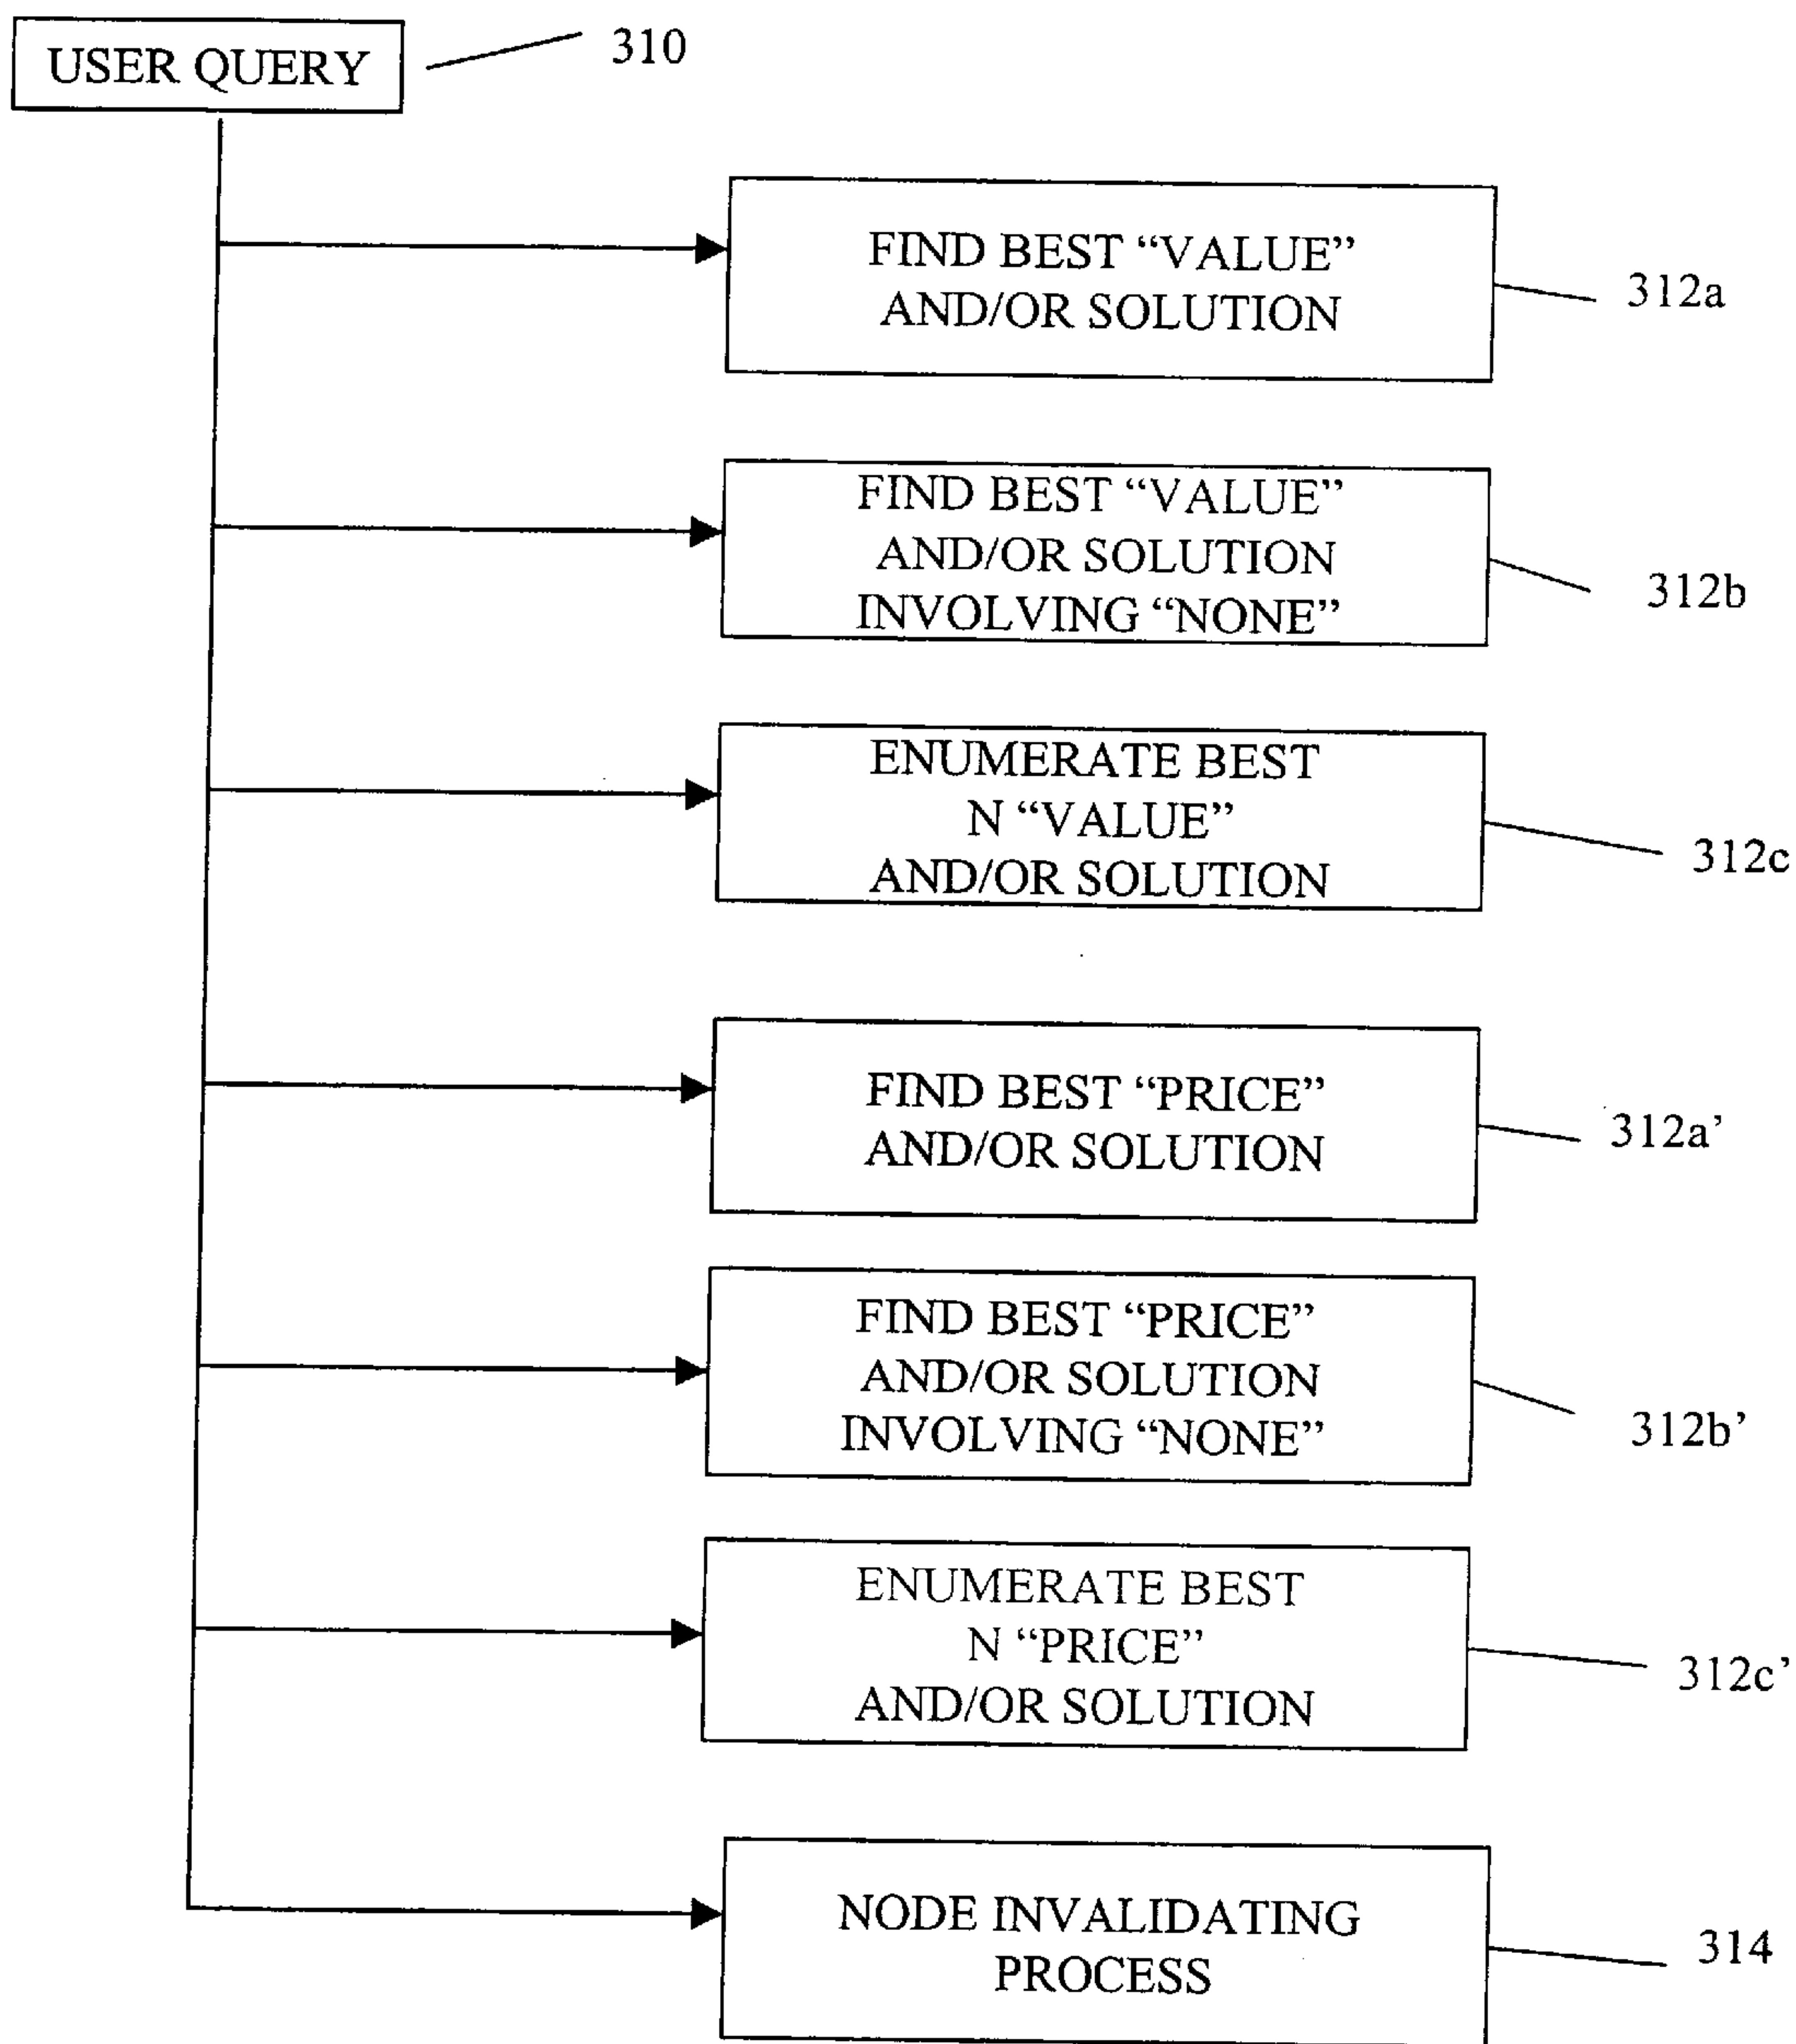 USER QUERY
310
FIND BEST “VALUE”
AND/OR SOLUTION
312a
FIND BEST “VALUE”
AND/OR SOLUTION
INVOLVING “NONE”
312b
ENUMERATE BEST
N “VALUE”
AND/OR SOLUTION
312c
FIND BEST “PRICE”
AND/OR SOLUTION
312a’
FIND BEST “PRICE”
AND/OR SOLUTION
INVOLVING “NONE”
312b’
ENUMERATE BEST
N “PRICE”
AND/OR SOLUTION
312c’
NODE INVALIDATING
PROCESS
314